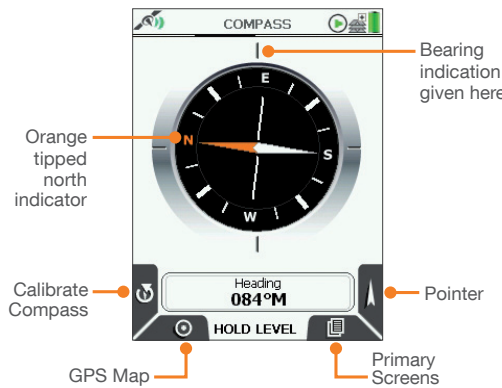 COMPASS
Bearing
indication
given here
E
N
S
W
Orange
tipped
north
indicator
Heading
084°M
HOLD LEVEL
Calibrate
Compass
Pointer
GPS Map
Primary
Screens